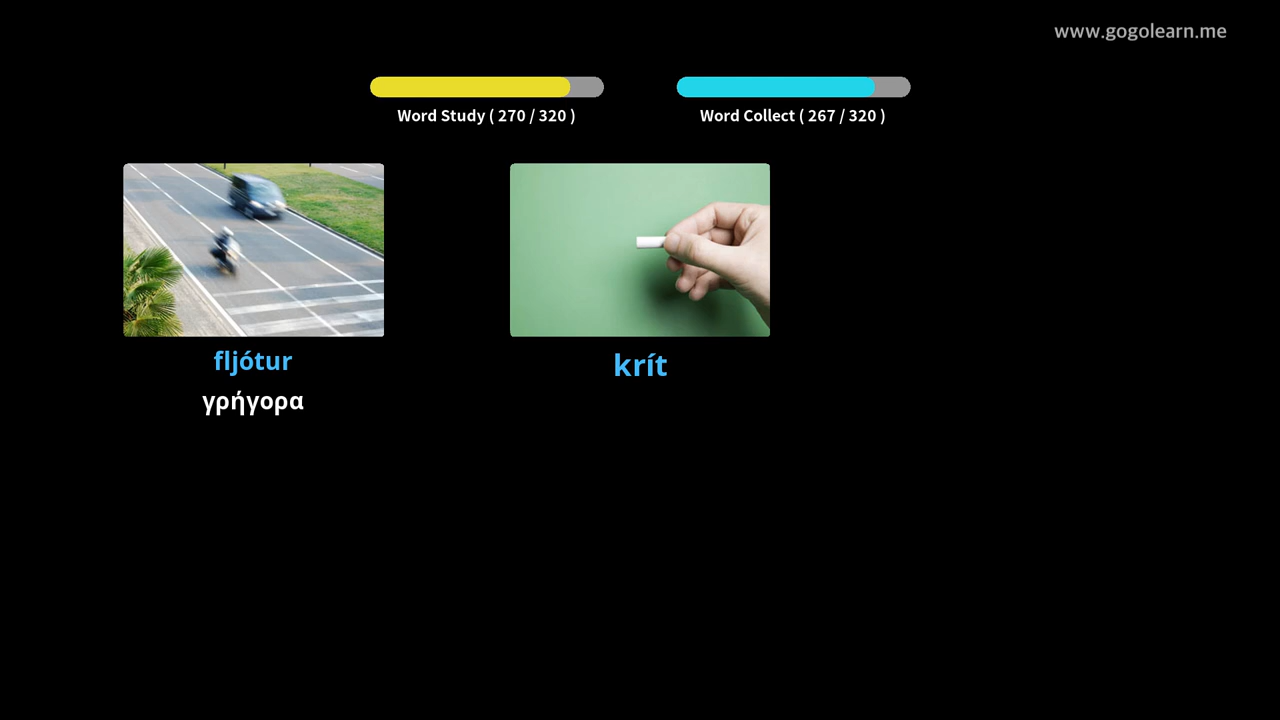 www.gogolearn.me
Word Study ( 270 / 320 )
Word Collect ( 267 / 320 )
fljótur
γρήγορα
krít